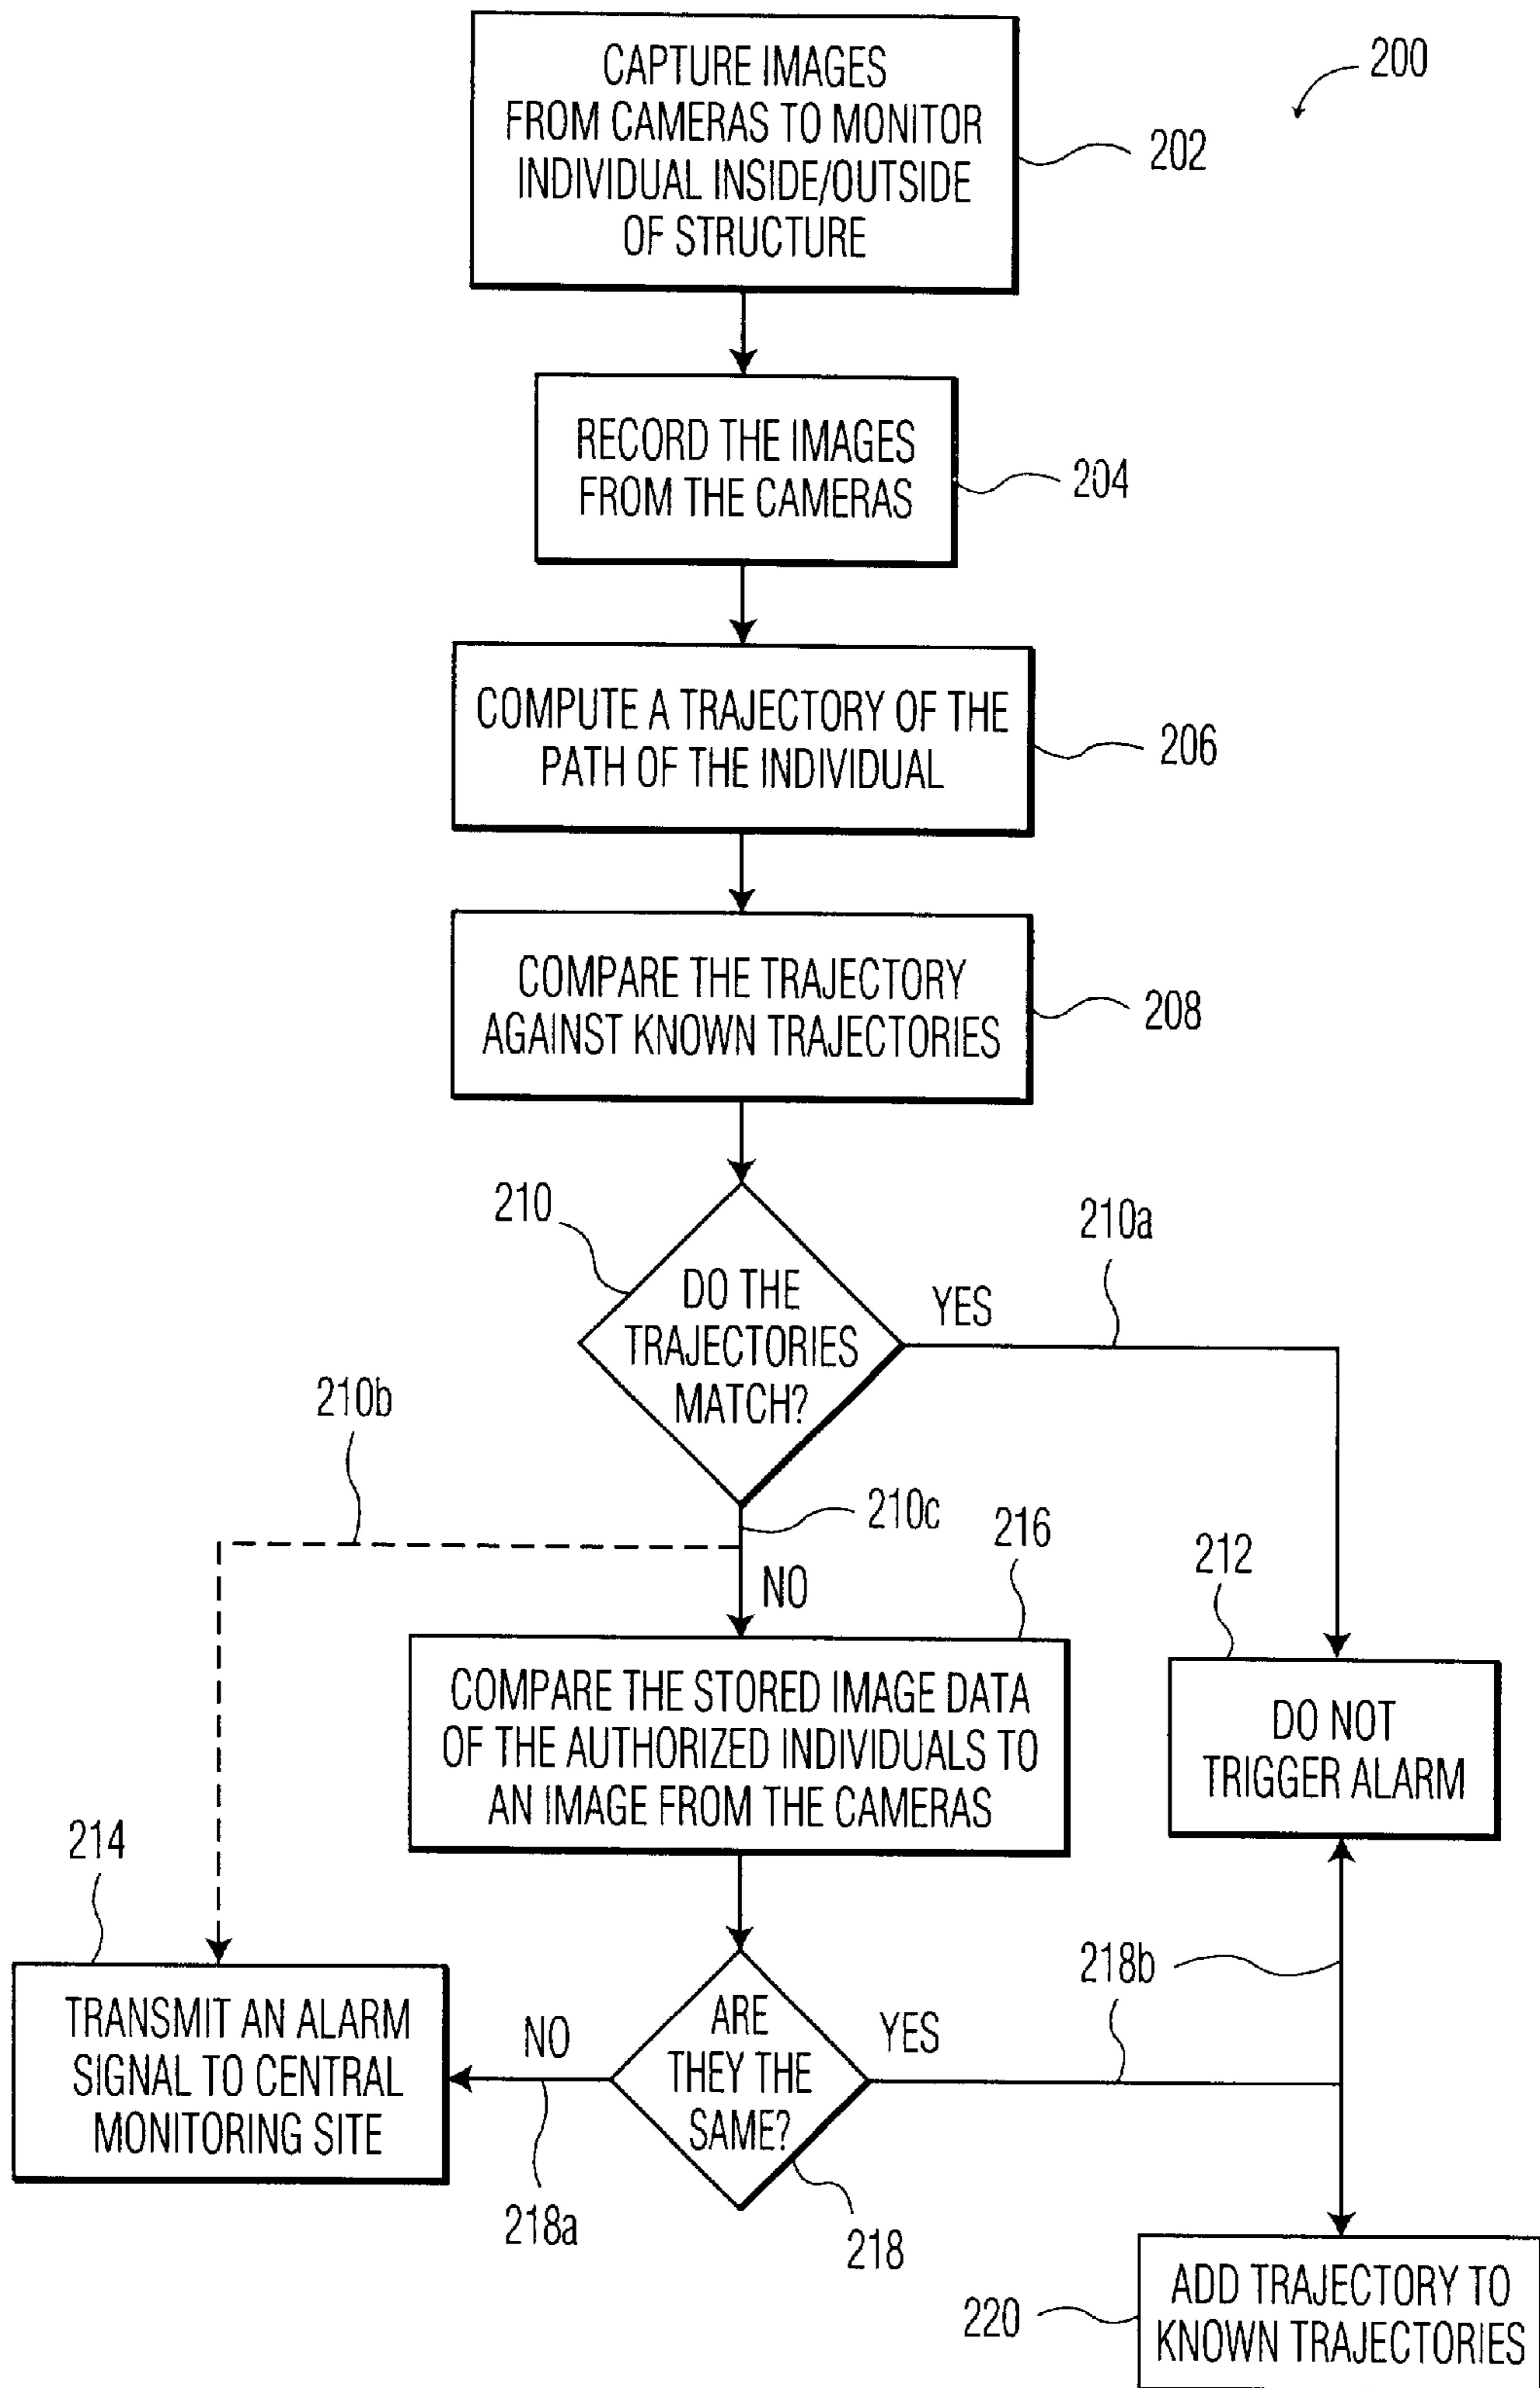 200
CAPTURE IMAGES
FROM CAMERAS TO MONITOR
INDIVIDUAL INSIDE/OUTSIDE
OF STRUCTURE
202
RECORD THE IMAGES
FROM THE CAMERAS
204
COMPUTE A TRAJECTORY OF THE
PATH OF THE INDIVIDUAL
206
COMPARE THE TRAJECTORY
AGAINST KNOWN TRAJECTORIES
208
210
DO THE
TRAJECTORIES
MATCH?
YES
210a
210b
210c
NO
216
212
COMPARE THE STORED IMAGE DATA
OF THE AUTHORIZED INDIVIDUALS TO
AN IMAGE FROM THE CAMERAS
DO NOT
TRIGGER ALARM
214
TRANSMIT AN ALARM
SIGNAL TO CENTRAL
MONITORING SITE
NO
218a
ARE
THEY THE
SAME?
YES
218b
218
220
ADD TRAJECTORY TO
KNOWN TRAJECTORIES